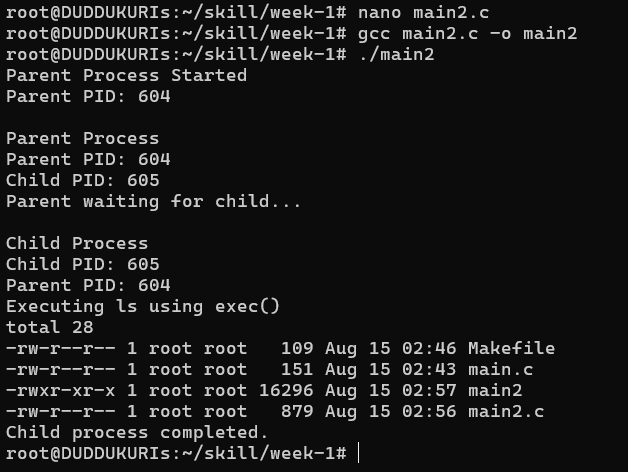 root@DUDDUKURIs:~/skill/week-1# nano main2.c
root@DUDDUKURIs:~/skill/week-1# gcc main2.c -o main2
root@DUDDUKURIs:~/skill/week-1# ./main2
Parent Process Started
Parent PID: 604
Parent Process
Parent PID: 604
Child PID: 605
Parent waiting for child...
Child Process
Child PID: 605
Parent PID: 604
Executing ls using exec()
total 28
-rw-r--r-- 1 root root   109 Aug 15 02:46 Makefile
-rw-r--r-- 1 root root   151 Aug 15 02:43 main.c
-rwxr-xr-x 1 root root 16296 Aug 15 02:57 main2
-rw-r--r-- 1 root root   879 Aug 15 02:56 main2.c
Child process completed.
root@DUDDUKURIs:~/skill/week-1#